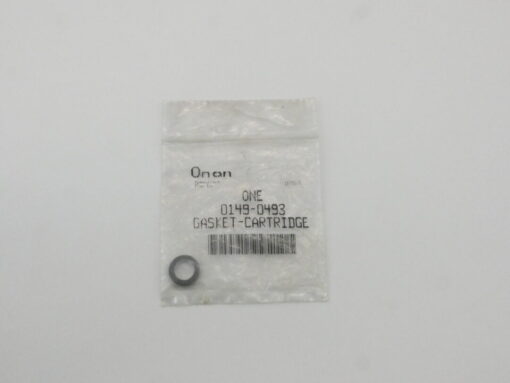 Onan
ONE
0149-0493
GASKET-CARTRIDGE